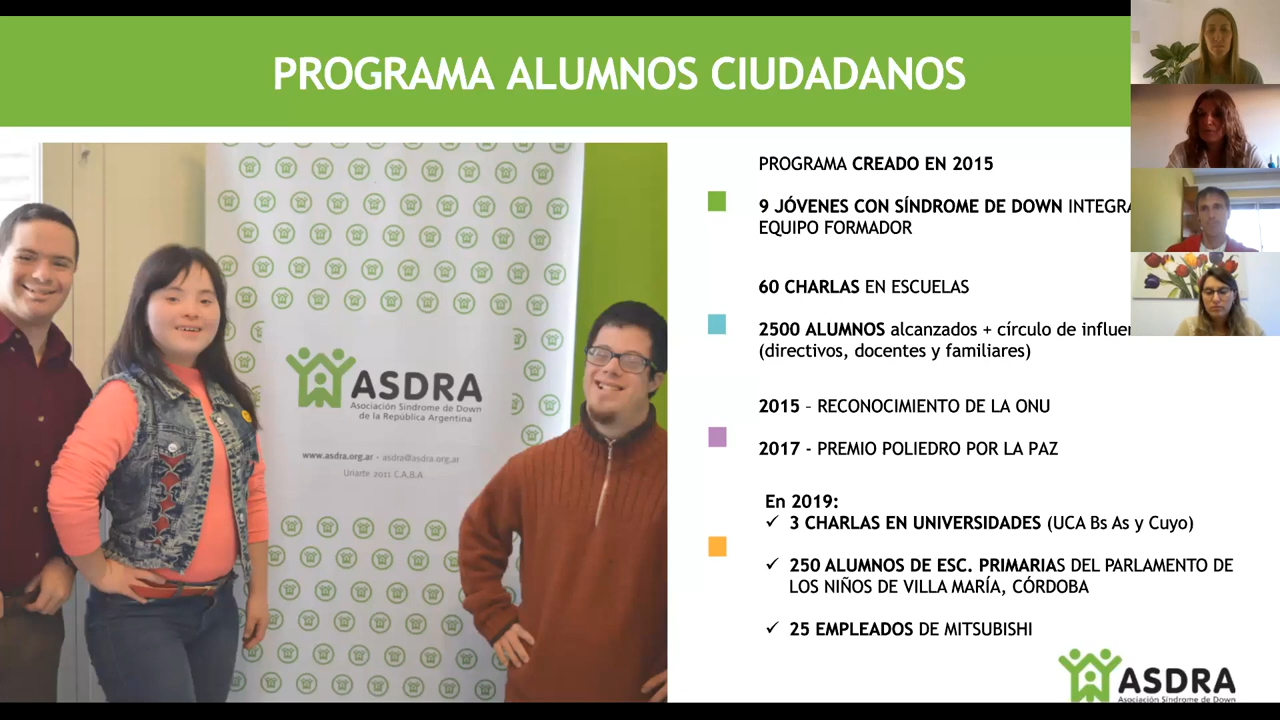 PROGRAMA ALUMNOS CIUDADANOS
PROGRAMA CREADO EN 2015
9 JÓVENES CON SÍNDROME DE DOWN
EQUIPO FORMADOR
60 CHARLAS EN ESCUELAS
2500 ALUMNOS alcanzados + círculo de
(directivos, docentes y familiares)
2015 – RECONOCIMIENTO DE LA ONU
2017 - PREMIO POLIEDRO POR LA PAZ
En 2019:
✓ 3 CHARLAS EN UNIVERSIDADES (UCA Bs As y Cuyo)
✓ 250 ALUMNOS DE ESC. PRIMARIAS DEL PARLAMENTO DE
LOS NIÑOS DE VILLA MARÍA, CÓRDOBA
✓ 25 EMPLEADOS DE MITSUBISHI
ASDRA
Asociación Síndrome de Down
de la República Argentina
www.asdra.org.ar - asdra@asdra.org.ar
Uriarte 2011 C.A.B.A
ASDRA
Asociación Síndrome de Down